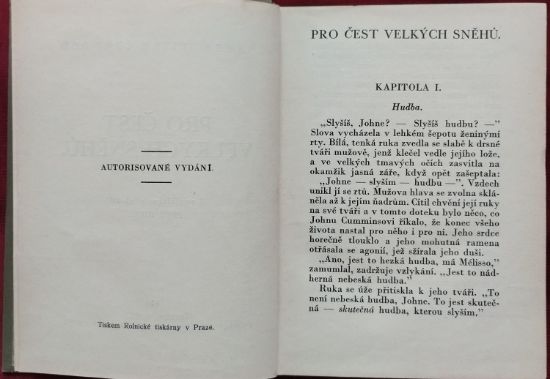 AUTORISOVANÉ VYDÁNÍ.
Tiskem Rolnické tiskárny v Praze.
PRO ČEST VELKÝCH SNĚHŮ.
KAPITOLA I.
Hudba.
„Slyšíš, Johne? — Slyšíš hudbu? —"
Slova vycházela v lehkém šepotu ženinými
rty. Bílá, tenká ruka zvedla se slabě k drsné
tváři mužově, jenž klečel vedle jejího lože,
a ve velkých tmavých očích zasvitla na
okamžik jasná záře, když opět zašeptala:
„Johne — slyším — hudbu —". Vzdech
unikl jí se rtů. Mužova hlava se zvolna sklá-
něla až k jejím ňadrům. Cítil chvění její ruky
na své tváři a v tomto doteku bylo něco, co
Johnu Cumminsovi říkalo, že konec všeho
života nastal pro něho i pro ni. Jeho srdce
horečně tlouklo a jeho mohutná ramena
otřásala se agonií, jež sžírala jeho duši.
„Ano, jest to hezká hudba, má Mélisso,"
zamumlal, zadržuje vzlykání. „Jest to nád-
herná nebeská hudba."
Ruka se úže přitiskla k jeho tváři. „To
není nebeská hudba, Johne. To jest skuteč-
ná — skutečná hudba, kterou slyším."